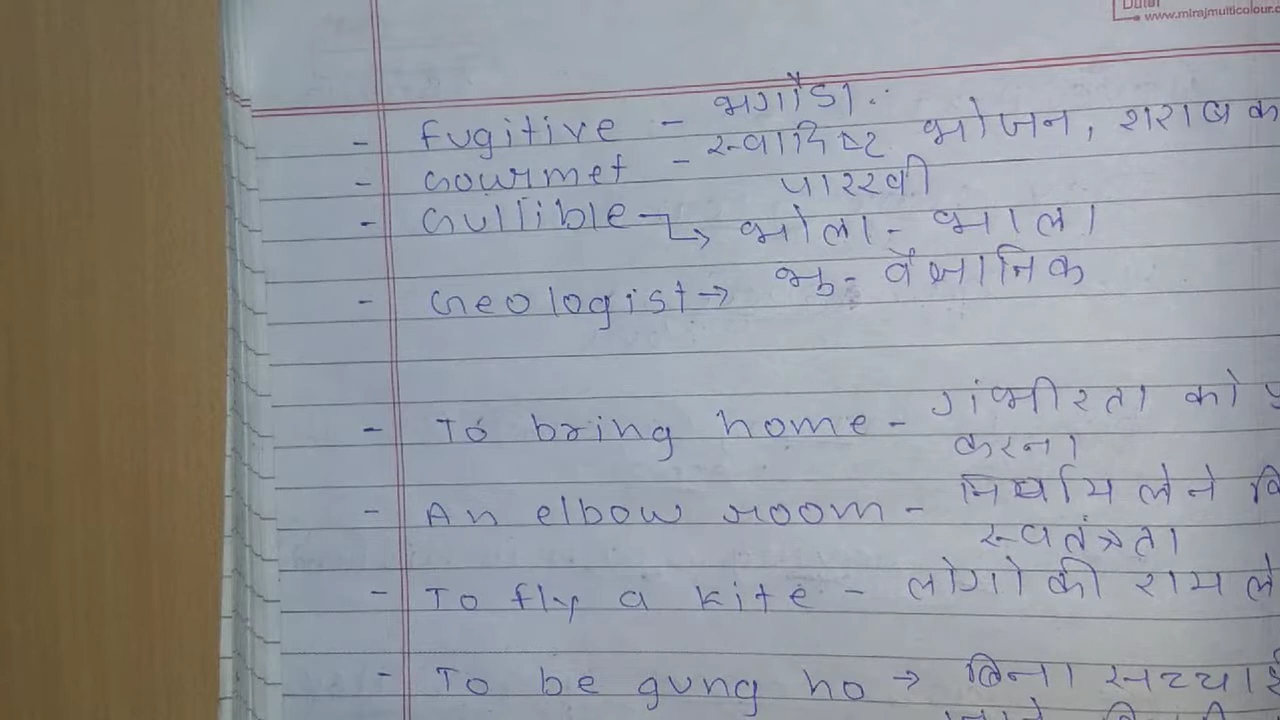 www.mirajmulticolour.c
- Fugitive - भगौडा.
- Gourmet - स्वादिष्ट भोजन, शराब क
पारखी
- Gullible → भोला - भाला
- Geologist → भू- वैज्ञानिक
- To bring home - गंभीरता को
करना।
- An elbow room - निर्णय लेने
स्वतंत्रता
- To fly a kite - लोगो की राय ले
- To be gung ho → बिना सच्चाई